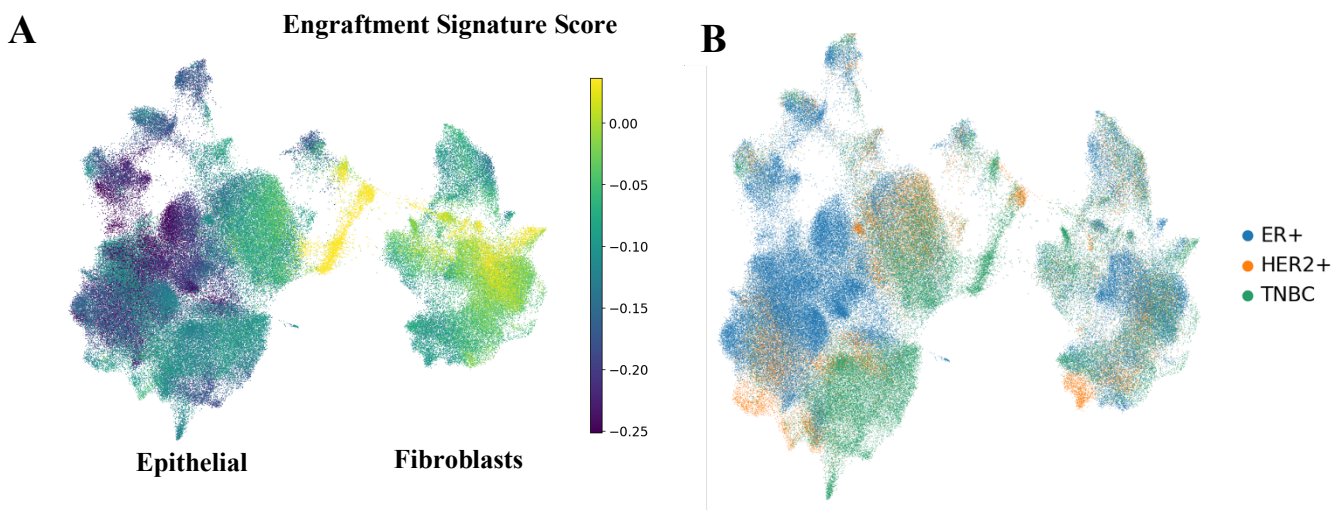 A
Engraftment Signature Score
B
0.00
−0.05
−0.10
−0.15
−0.20
−0.25
ER+
HER2+
TNBC
Epithelial
Fibroblasts